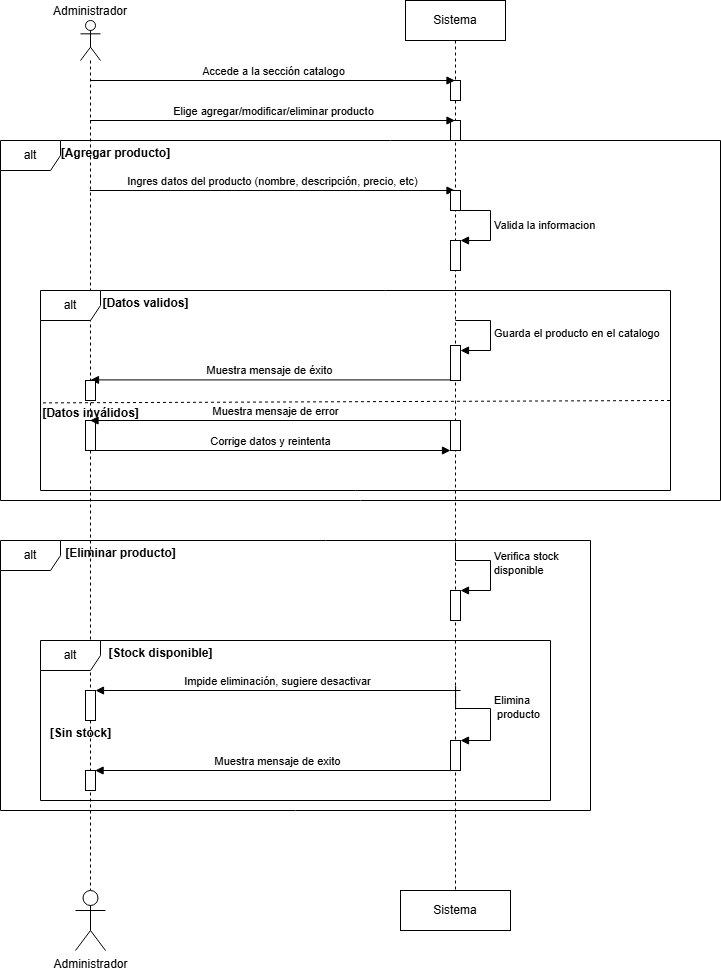 Administrador
Sistema
Accede a la sección catalogo
Elige agregar/modificar/eliminar producto
alt
[Agregar producto]
Ingres datos del producto (nombre, descripción, precio, etc)
Valida la informacion
alt
[Datos validos]
Guarda el producto en el catalogo
Muestra mensaje de éxito
[Datos inválidos]
Muestra mensaje de error
Corrige datos y reintenta
alt
[Eliminar producto]
Verifica stock
disponible
alt
[Stock disponible]
Impide eliminación, sugiere desactivar
Elimina
producto
[Sin stock]
Muestra mensaje de exito
Sistema
Administrador